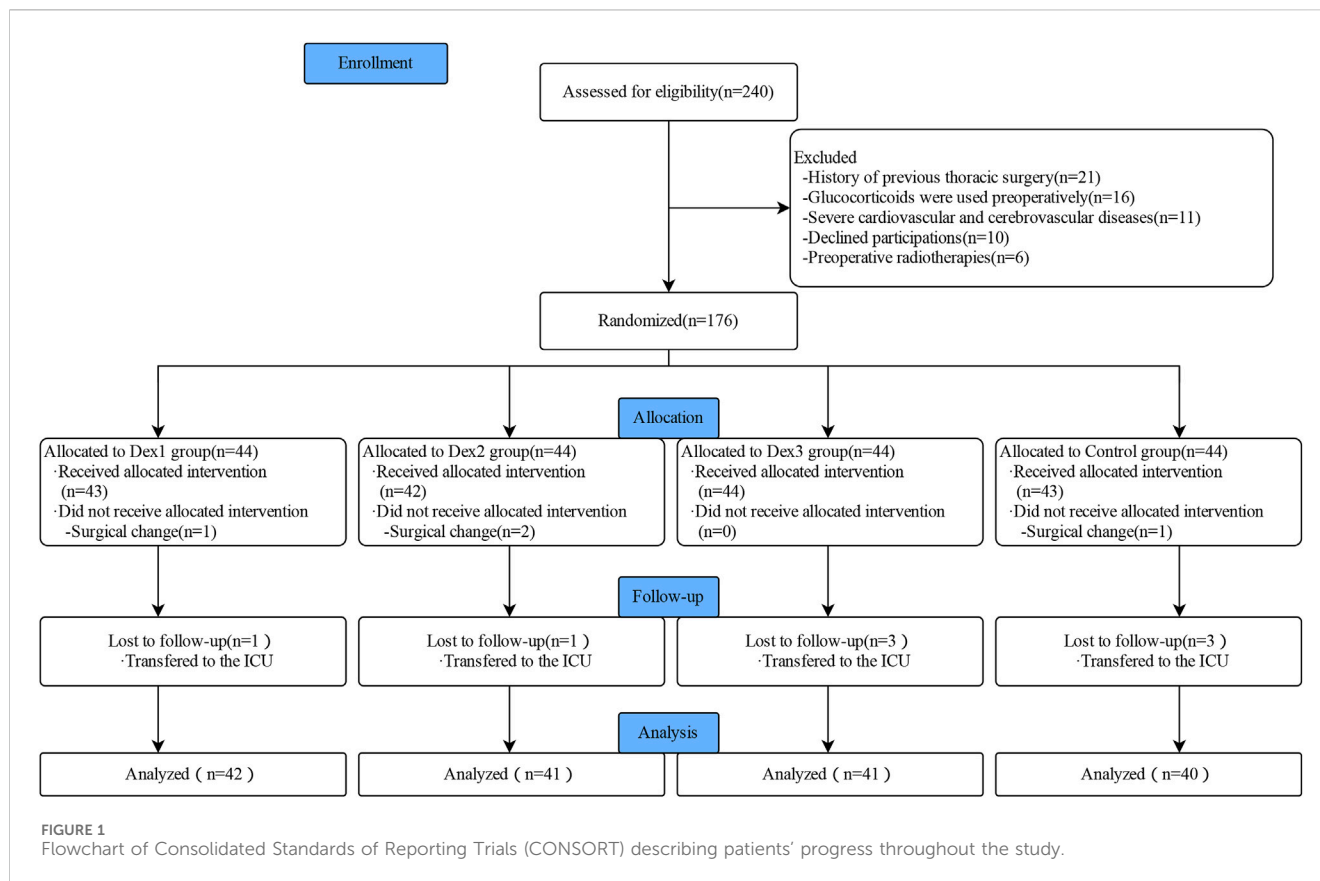 Enrollment
Assessed for eligibility(n=240)
Excluded
-History of previous thoracic surgery(n=21)
-Glucocorticoids were used preoperatively(n=16)
-Severe cardiovascular and cerebrovascular diseases(n=11)
-Declined participations(n=10)
-Preoperative radiotherapies(n=6)
Randomized(n=176)
Allocation
Allocated to Dex1 group(n=44)
·Received allocated intervention
(n=43)
·Did not receive allocated intervention
-Surgical change(n=1)
Allocated to Dex2 group(n=44)
·Received allocated intervention
(n=42)
·Did not receive allocated intervention
-Surgical change(n=2)
Allocated to Dex3 group(n=44)
·Received allocated intervention
(n=44)
·Did not receive allocated intervention
(n=0)
Allocated to Control group(n=44)
·Received allocated intervention
(n=43)
·Did not receive allocated intervention
-Surgical change(n=1)
Follow-up
Lost to follow-up(n=1）
·Transfered to the ICU
Lost to follow-up(n=1）
·Transfered to the ICU
Lost to follow-up(n=3）
·Transfered to the ICU
Lost to follow-up(n=3）
·Transfered to the ICU
Analysis
Analyzed（n=42）
Analyzed（n=41）
Analyzed（n=41）
Analyzed（n=40）
FIGURE 1
Flowchart of Consolidated Standards of Reporting Trials (CONSORT) describing patients' progress throughout the study.